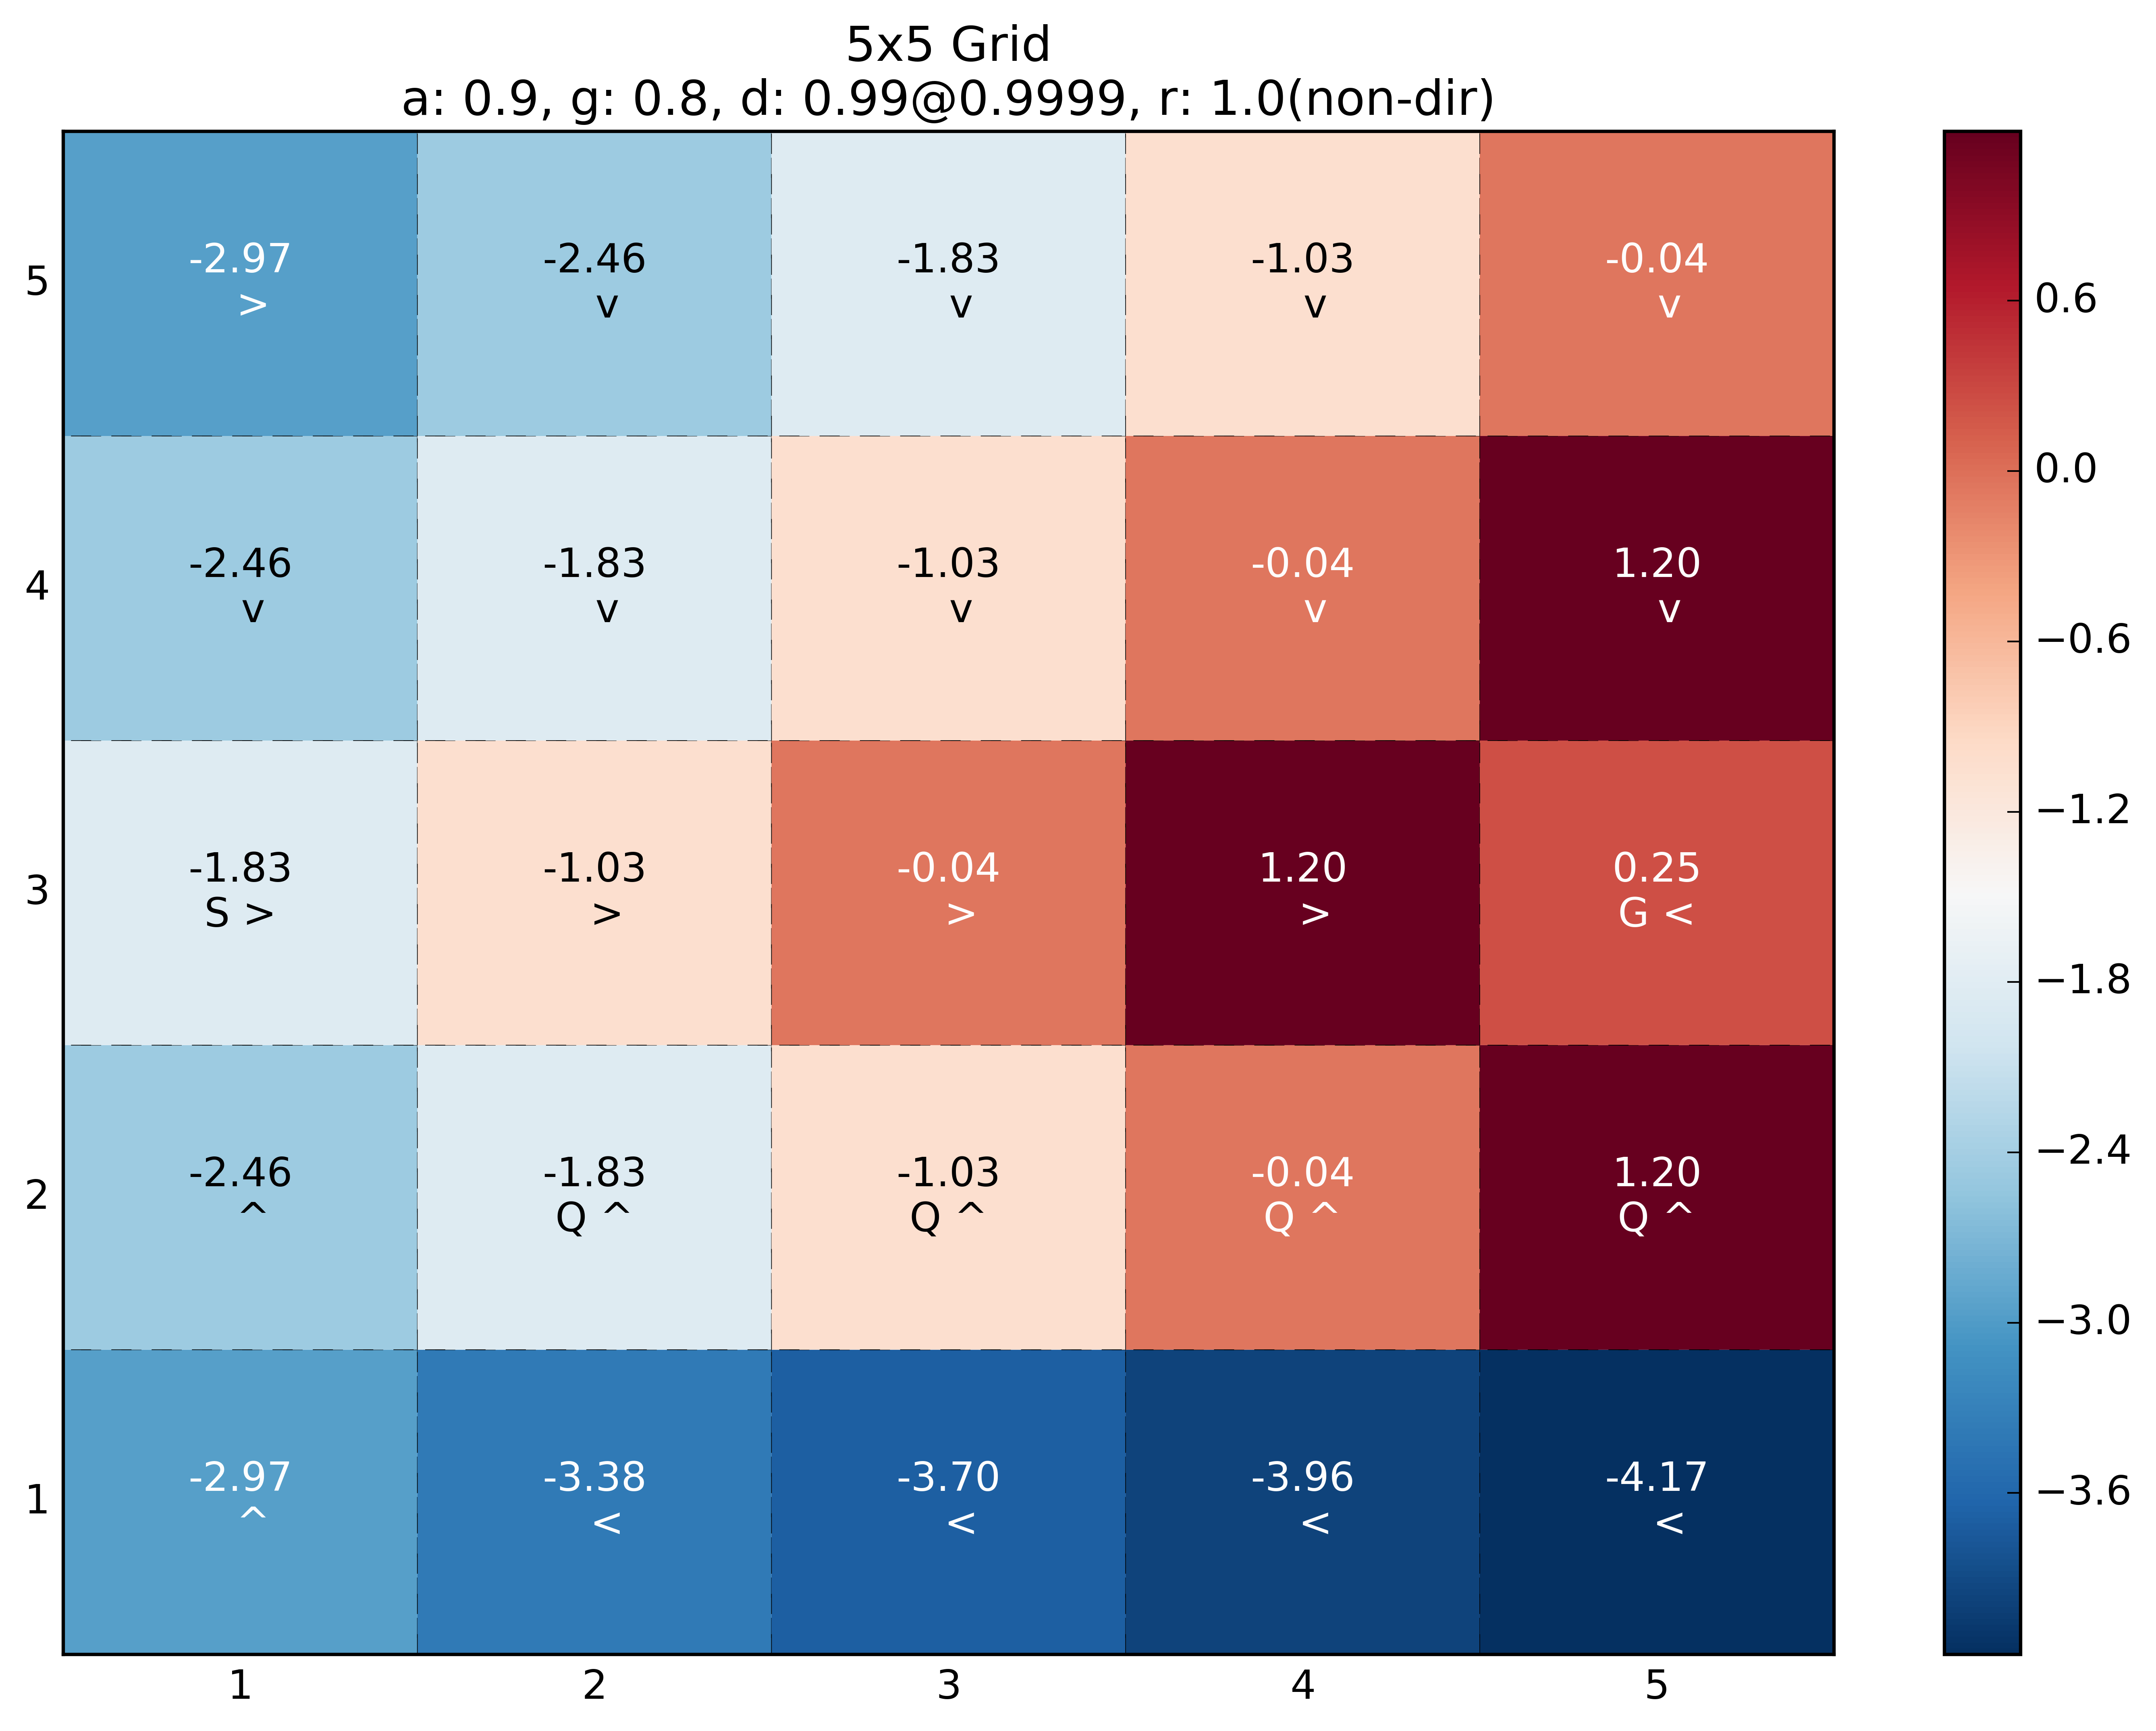 5x5 Grid
a: 0.9, g: 0.8, d: 0.99@0.9999, r: 1.0(non-dir)
5
-2.97 -2.46 -1.83 -1.03 -0.04
> v v v v
4
-2.46 -1.83 -1.03 -0.04 1.20
v v v v v
3
-1.83 -1.03 -0.04 1.20 0.25
S > > > > G <
2
-2.46 -1.83 -1.03 -0.04 1.20
^ Q ^ Q ^ Q ^ Q ^
1
-2.97 -3.38 -3.70 -3.96 -4.17
^ < < < <
1 2 3 4 5
0.6
0.0
−0.6
−1.2
−1.8
−2.4
−3.0
−3.6